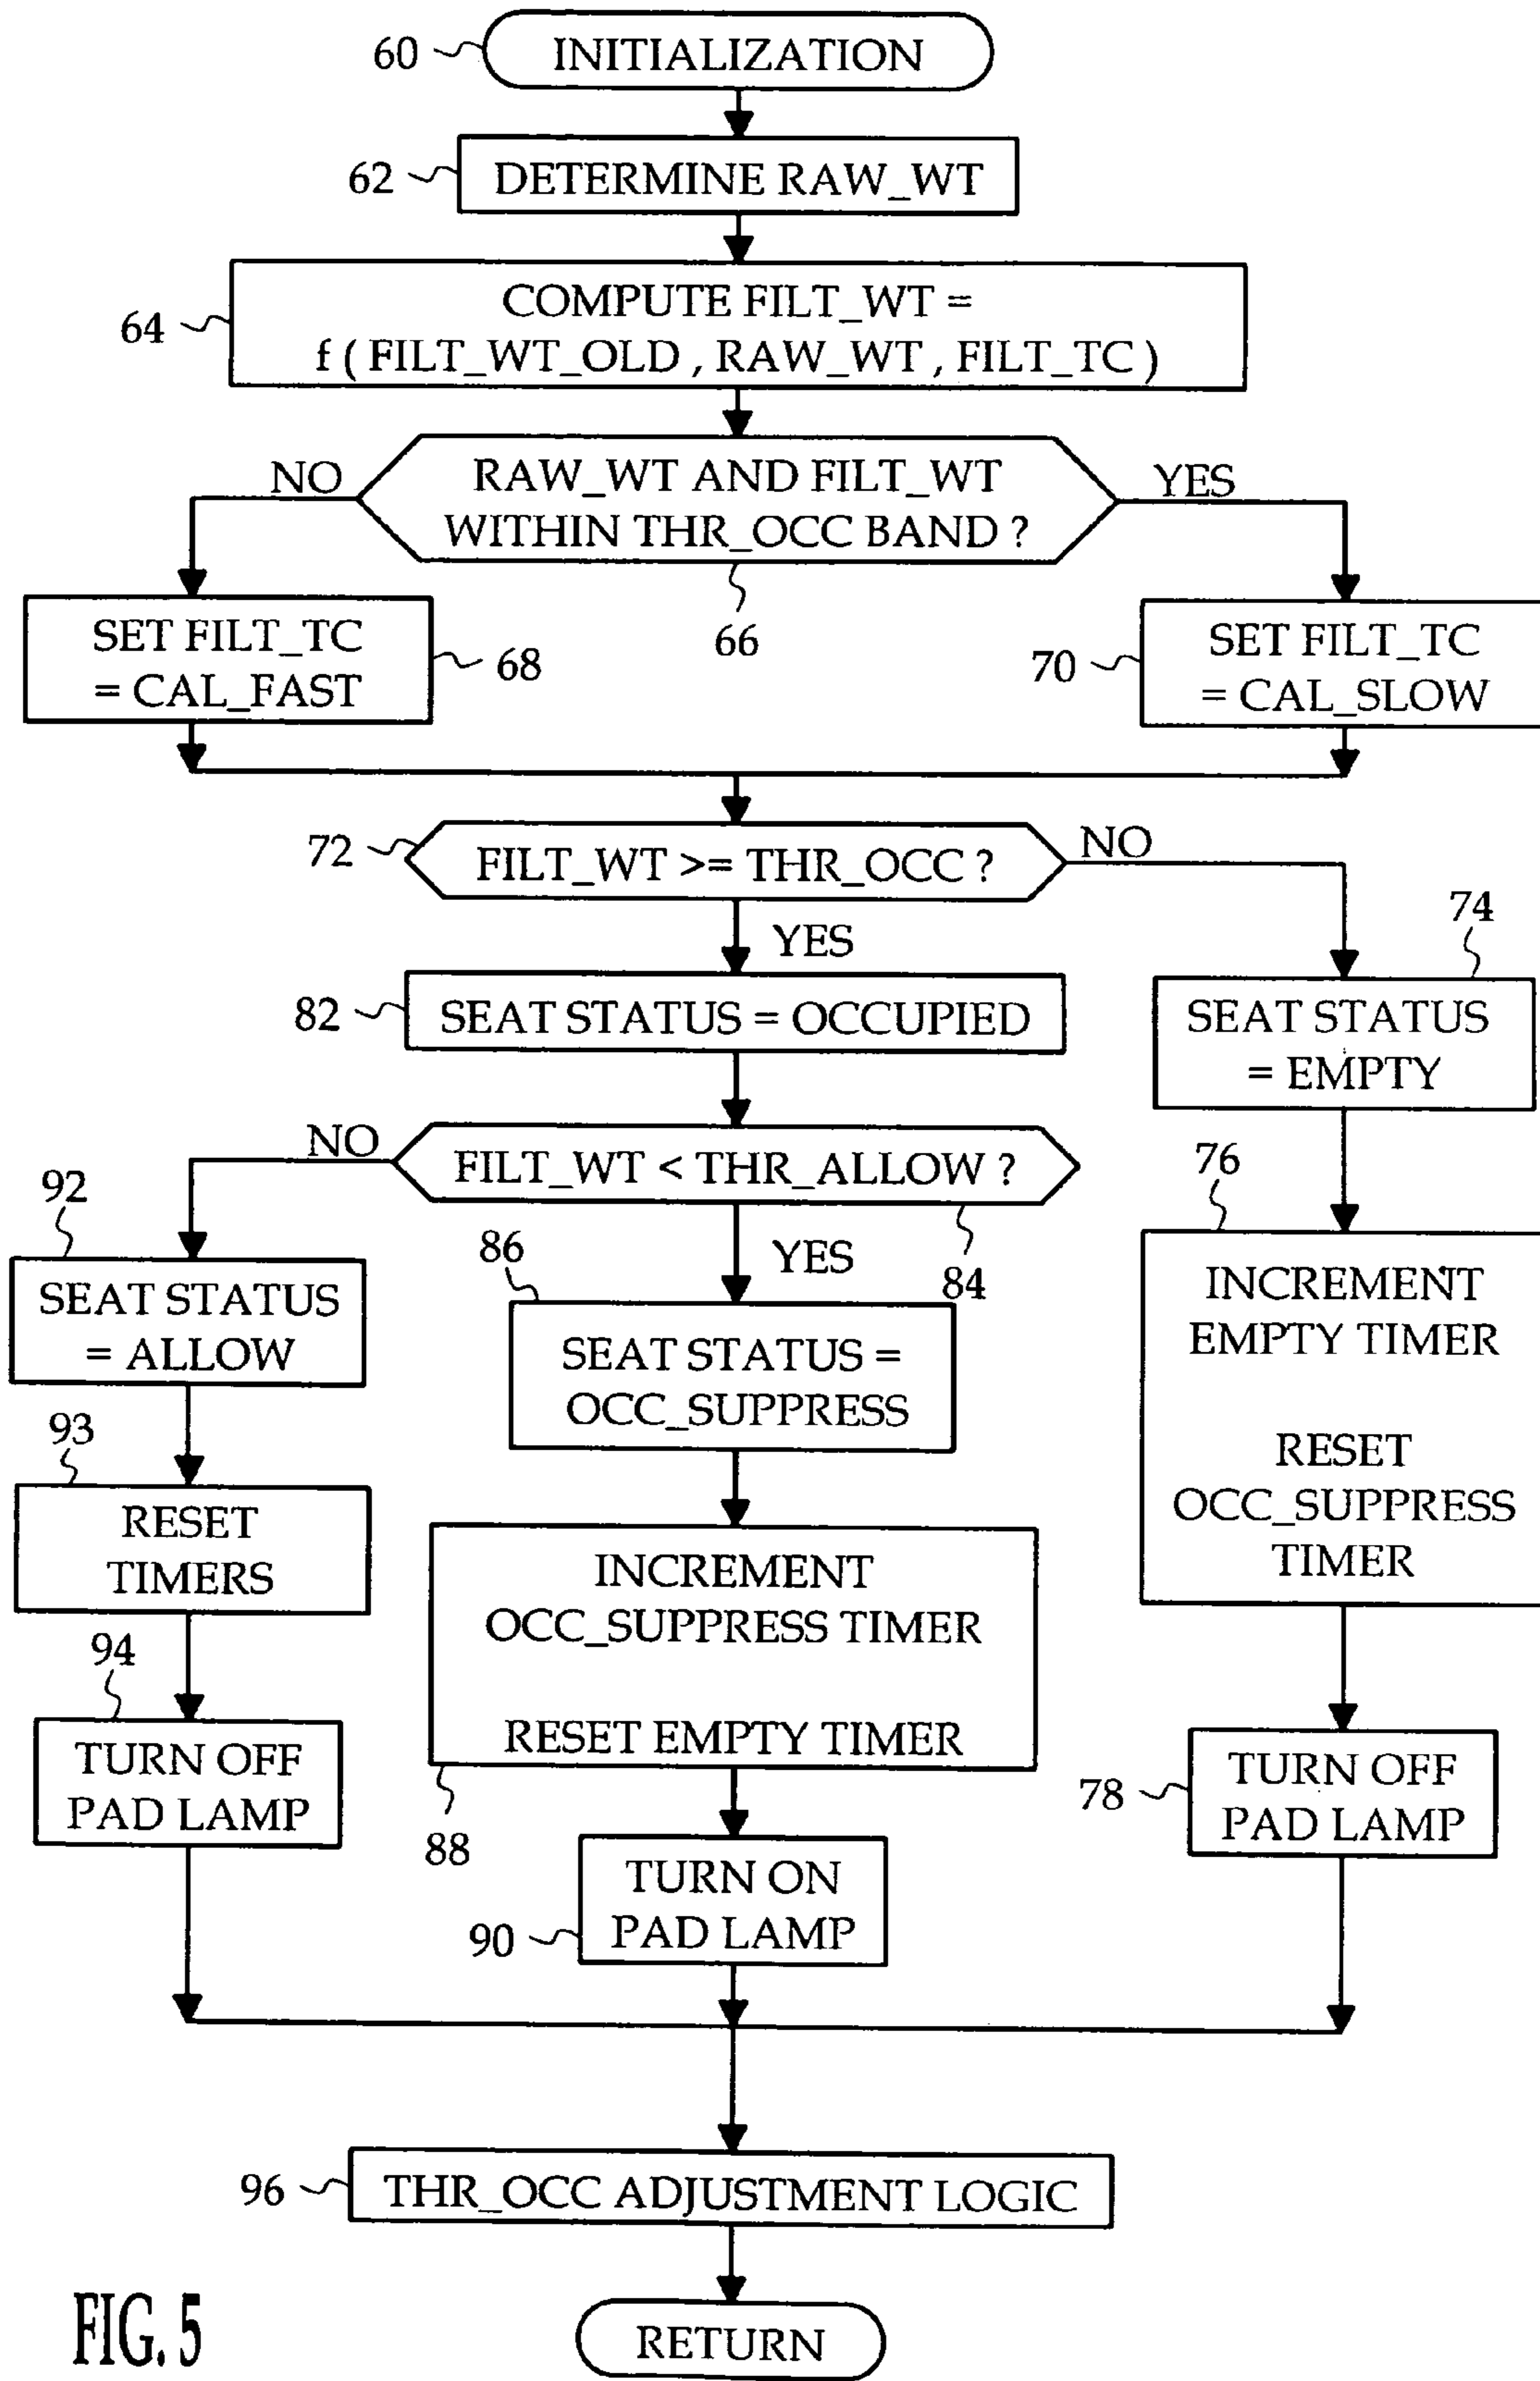 60
INITIALIZATION
62
DETERMINE RAW_WT
64
COMPUTE FILT_WT =
f ( FILT_WT_OLD , RAW_WT , FILT_TC )
NO
RAW_WT AND FILT_WT
WITHIN THR_OCC BAND ?
YES
66
SET FILT_TC
= CAL_FAST
68
70
SET FILT_TC
= CAL_SLOW
72
FILT_WT >= THR_OCC ?
NO
YES
74
82
SEAT STATUS = OCCUPIED
SEAT STATUS
= EMPTY
NO
FILT_WT < THR_ALLOW ?
84
YES
76
INCREMENT
EMPTY TIMER
RESET
OCC_SUPPRESS
TIMER
92
SEAT STATUS
= ALLOW
86
SEAT STATUS =
OCC_SUPPRESS
93
RESET
TIMERS
INCREMENT
OCC_SUPPRESS TIMER
RESET EMPTY TIMER
88
94
TURN OFF
PAD LAMP
90
TURN ON
PAD LAMP
78
TURN OFF
PAD LAMP
96
THR_OCC ADJUSTMENT LOGIC
RETURN
FIG. 5